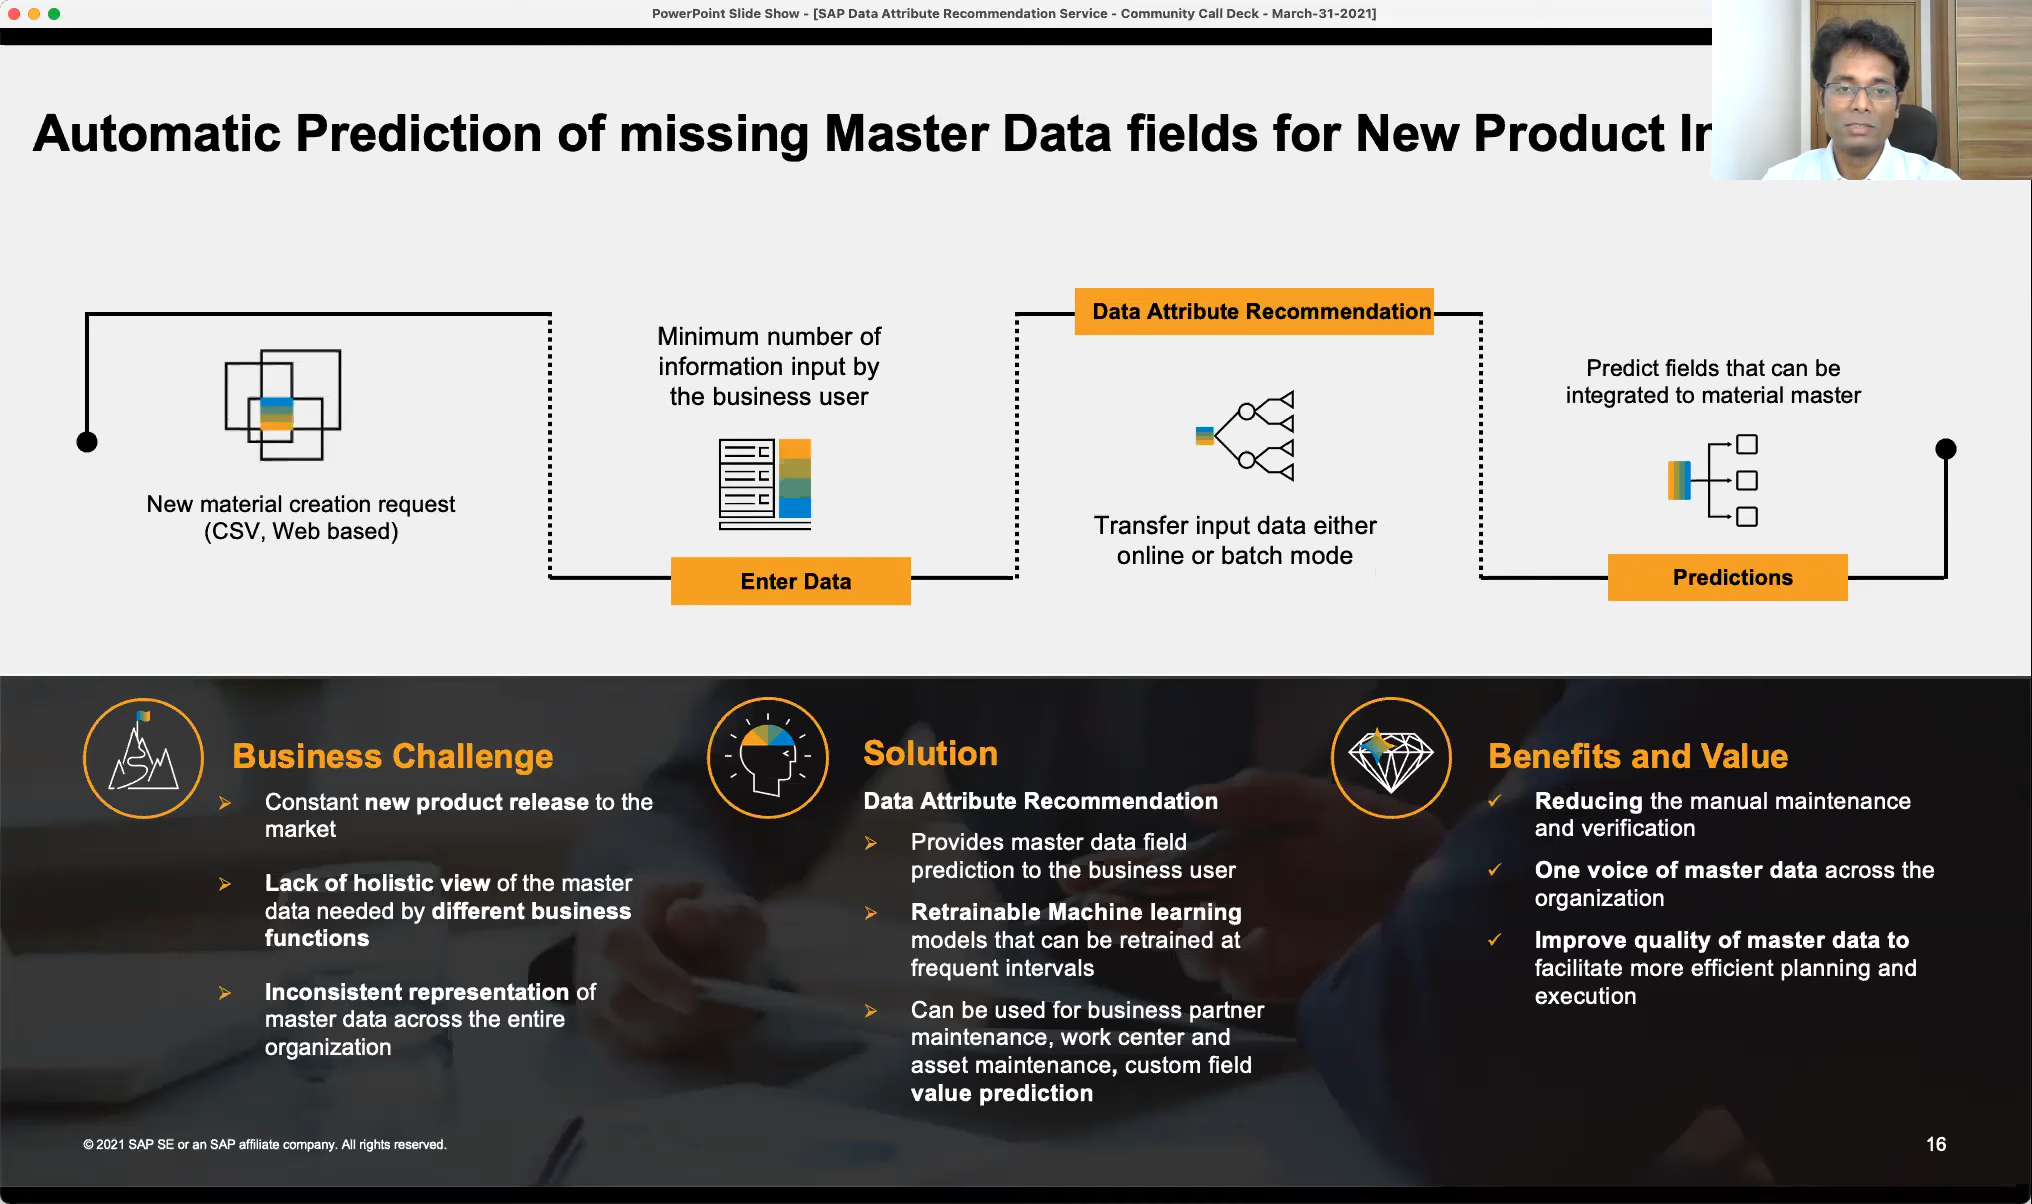 PowerPoint Slide Show - [SAP Data Attribute Recommendation Service - Community Call Deck - March-31-2021]
Automatic Prediction of missing Master Data fields for New Product
New material creation request
(CSV, Web based)
Minimum number of
information input by
the business user
Enter Data
Data Attribute Recommendation
Transfer input data either
online or batch mode
Predict fields that can be
integrated to material master
Predictions
Business Challenge
Constant new product release to the
market
Lack of holistic view of the master
data needed by different business
functions
Inconsistent representation of
master data across the entire
organization
Solution
Data Attribute Recommendation
Provides master data field
prediction to the business user
Retrainable Machine learning
models that can be retrained at
frequent intervals
Can be used for business partner
maintenance, work center and
asset maintenance, custom field
value prediction
Benefits and Value
Reducing the manual maintenance
and verification
One voice of master data across the
organization
Improve quality of master data to
facilitate more efficient planning and
execution
© 2021 SAP SE or an SAP affiliate company. All rights reserved.
16